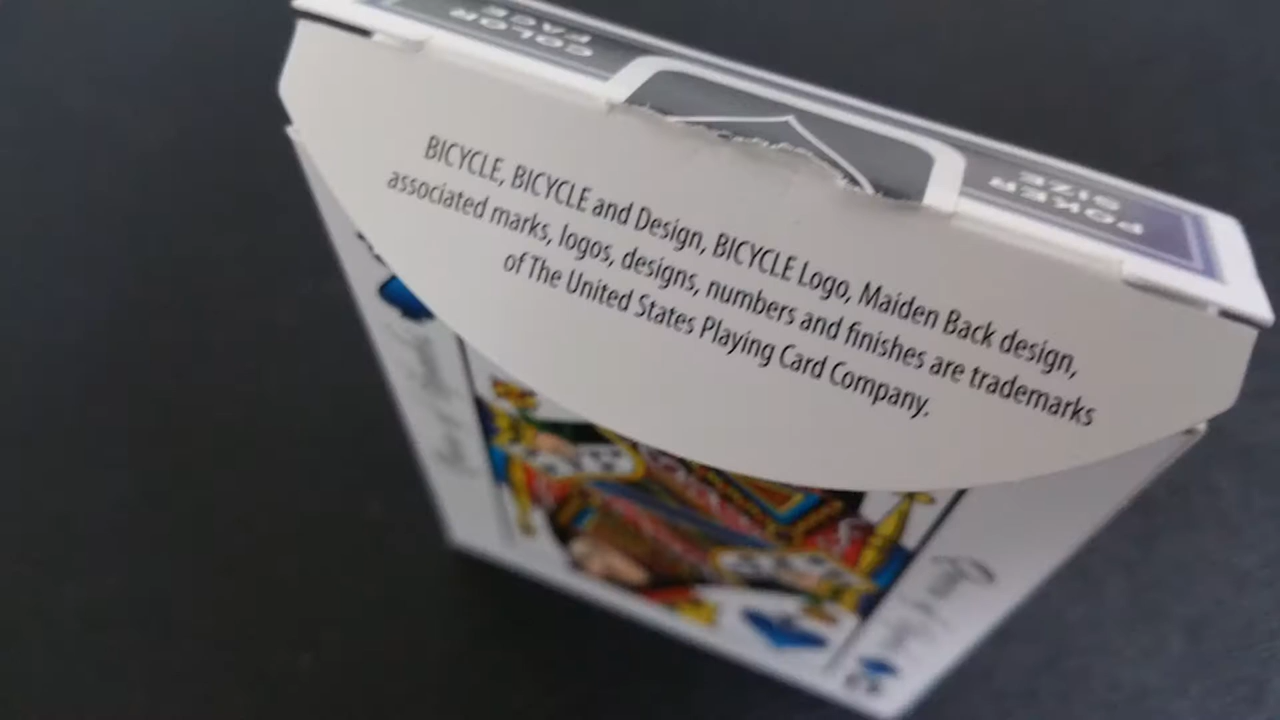 COLOR
FACE
POKER
SIZE
BICYCLE, BICYCLE and Design, BICYCLE Logo, Maiden Back design,
associated marks, logos, designs, numbers and finishes are trademarks
of The United States Playing Card Company.